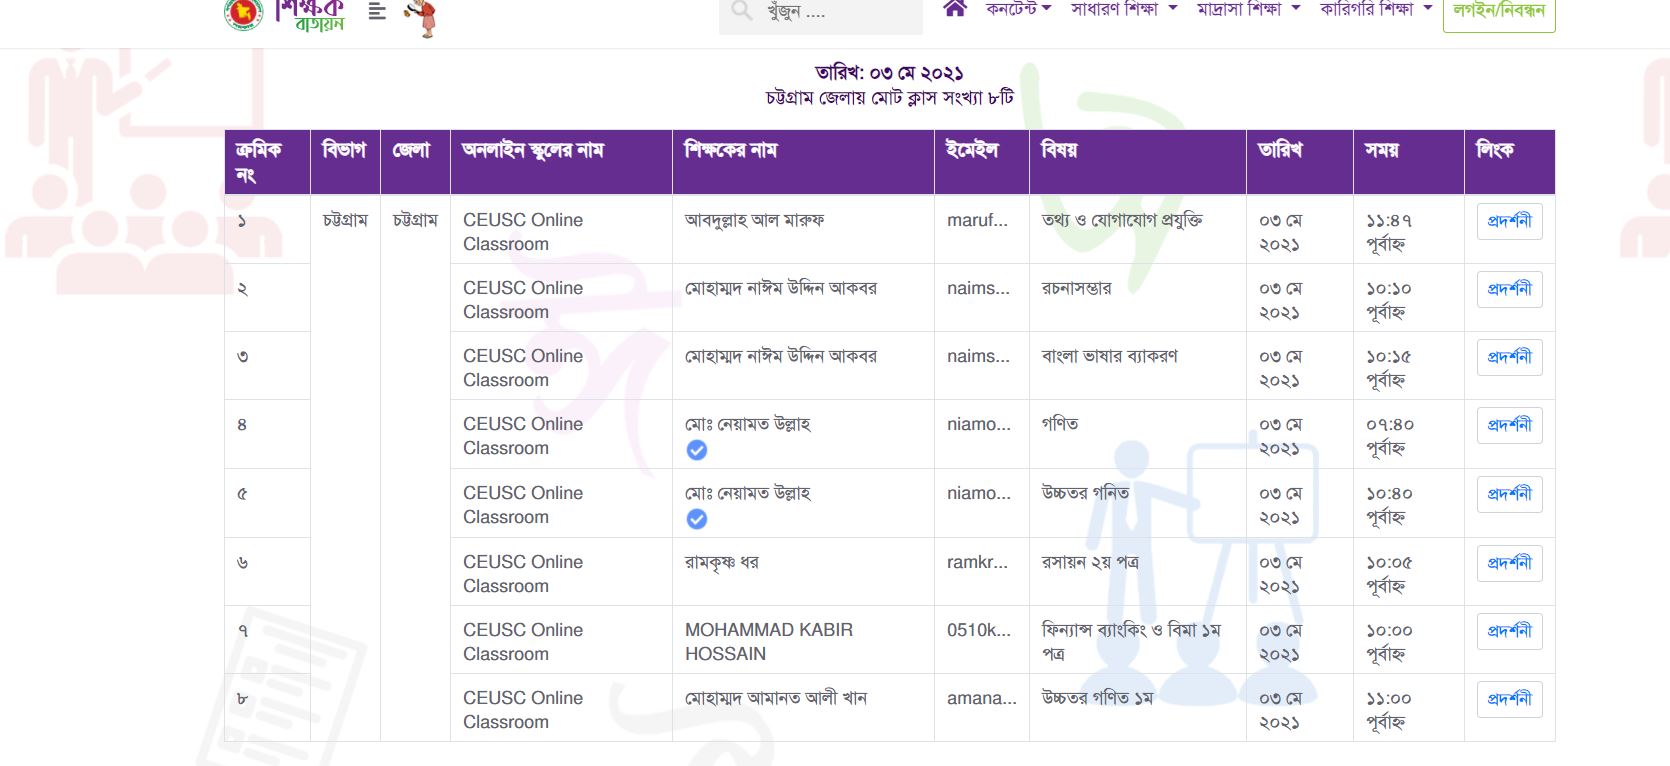 শিক্ষক
বাতায়ন
খুঁজুন ....
কনটেন্ট
সাধারণ শিক্ষা
মাদ্রাসা শিক্ষা
কারিগরি শিক্ষা
লগইন/নিবন্ধন
তারিখ: ০৩ মে ২০২১
চট্টগ্রাম জেলায় মোট ক্লাস সংখ্যা ৮টি
ক্রমিক নং বিভাগ জেলা অনলাইন স্কুলের নাম শিক্ষকের নাম ইমেইল বিষয় তারিখ সময় লিংক
১ চট্টগ্রাম চট্টগ্রাম CEUSC Online Classroom আবদুল্লাহ আল মারুফ maruf... তথ্য ও যোগাযোগ প্রযুক্তি ০৩ মে ২০২১ ১১:৪৭ পূর্বাহ্ন প্রদর্শনী
২ CEUSC Online Classroom মোহাম্মদ নাঈম উদ্দিন আকবর naims... রচনাসম্ভার ০৩ মে ২০২১ ১০:১০ পূর্বাহ্ন প্রদর্শনী
৩ CEUSC Online Classroom মোহাম্মদ নাঈম উদ্দিন আকবর naims... বাংলা ভাষার ব্যাকরণ ০৩ মে ২০২১ ১০:১৫ পূর্বাহ্ন প্রদর্শনী
৪ CEUSC Online Classroom মোঃ নেয়ামত উল্লাহ niamo... গণিত ০৩ মে ২০২১ ০৭:৪০ পূর্বাহ্ন প্রদর্শনী
৫ CEUSC Online Classroom মোঃ নেয়ামত উল্লাহ niamo... উচ্চতর গনিত ০৩ মে ২০২১ ১০:৪০ পূর্বাহ্ন প্রদর্শনী
৬ CEUSC Online Classroom রামকৃষ্ণ ধর ramkr... রসায়ন ২য় পত্র ০৩ মে ২০২১ ১০:০৫ পূর্বাহ্ন প্রদর্শনী
৭ CEUSC Online Classroom MOHAMMAD KABIR HOSSAIN 0510k... ফিন্যান্স ব্যাংকিং ও বিমা ১ম পত্র ০৩ মে ২০২১ ১০:০০ পূর্বাহ্ন প্রদর্শনী
৮ CEUSC Online Classroom মোহাম্মদ আমানত আলী খান amana... উচ্চতর গণিত ১ম ০৩ মে ২০২১ ১১:০০ পূর্বাহ্ন প্রদর্শনী